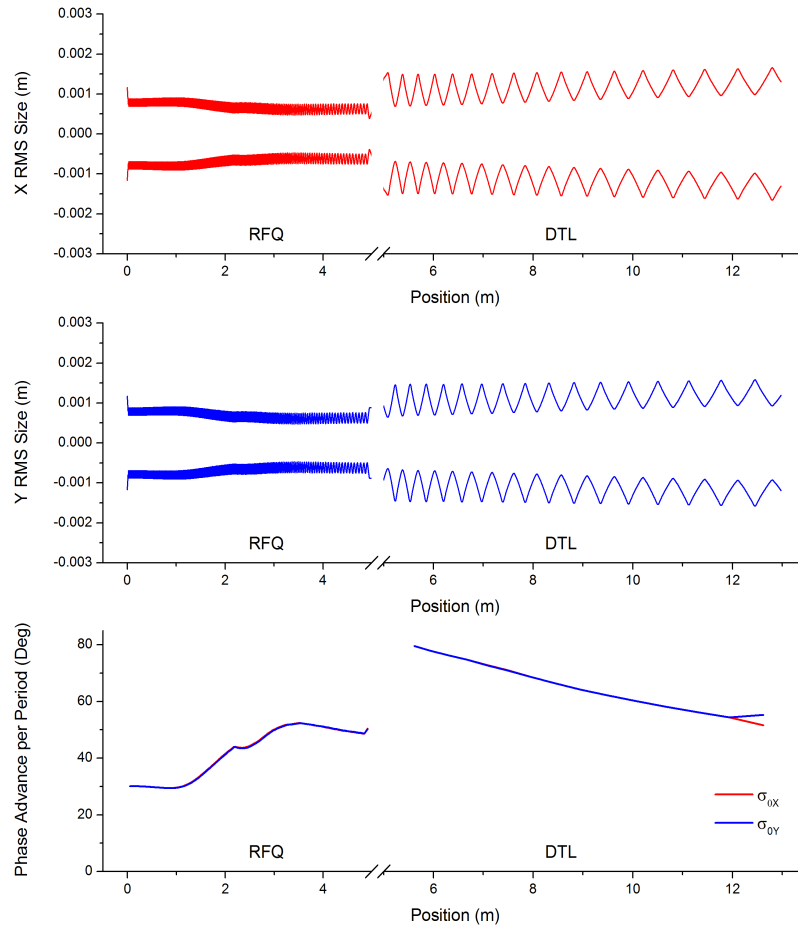 0.003
0.002
0.001
0.000
-0.001
-0.002
-0.003
X RMS Size (m)
RFQ DTL
0 2 4 6 8 10 12
Position (m)
0.003
0.002
0.001
0.000
-0.001
-0.002
-0.003
Y RMS Size (m)
RFQ DTL
0 2 4 6 8 10 12
Position (m)
80
60
40
20
0
Phase Advance per Period (Deg)
σ0X
σ0Y
RFQ DTL
0 2 4 6 8 10 12
Position (m)